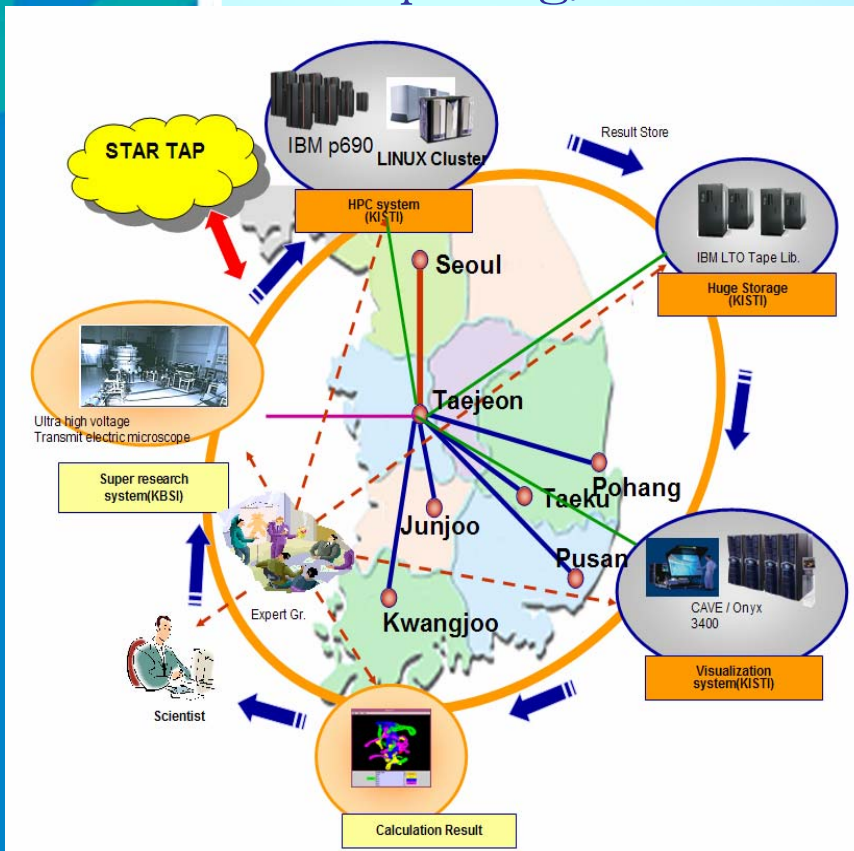 STAR TAP
IBM p690
LINUX Cluster
HPC system
(KISTI)
Result Store
IBM LTO Tape Lib.
Huge Storage
(KISTI)
Seoul
Taejeon
Pohang
Taeku
Junjoo
Pusan
Kwangjoo
Ultra high voltage
Transmit electric microscope
Super research
system(KBSI)
Expert Gr.
Scientist
CAVE / Onyx
3400
Visualization
system(KISTI)
Calculation Result